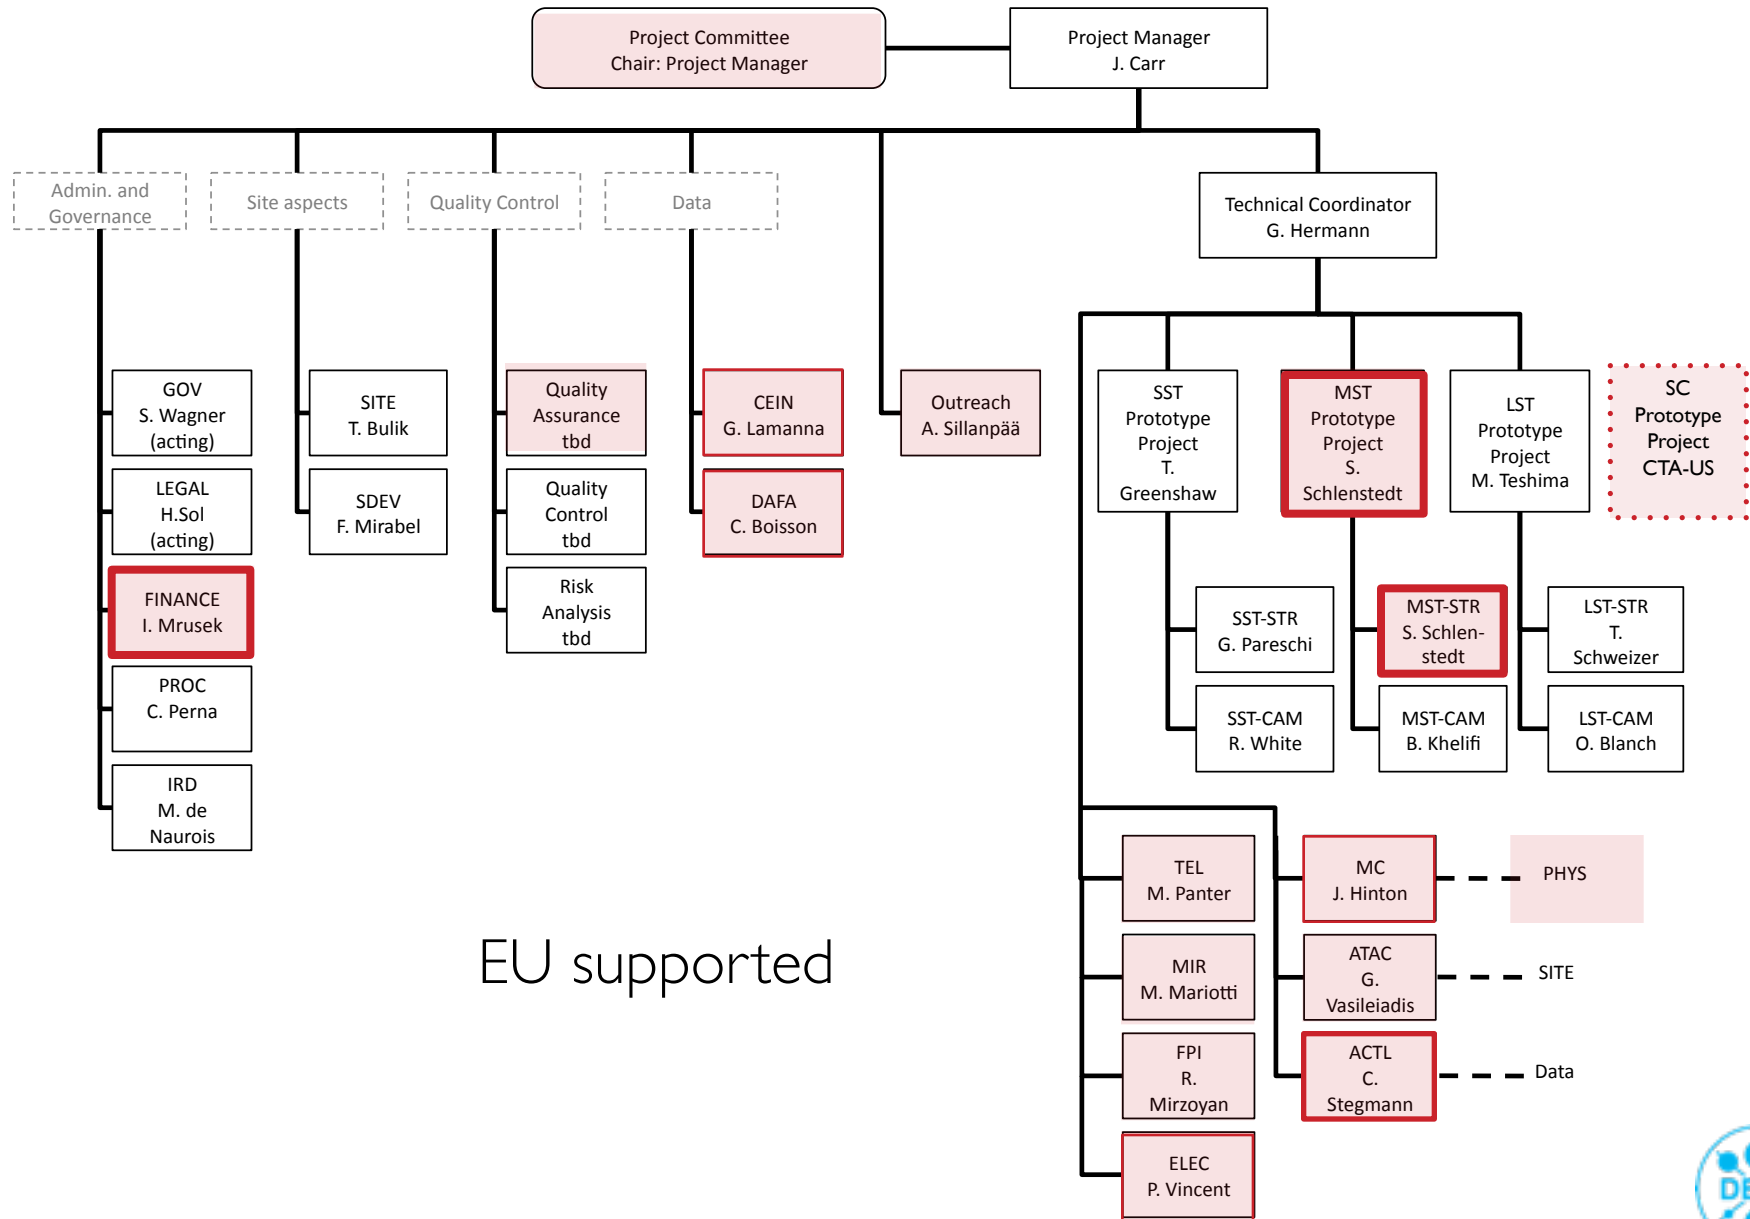 Project Committee
Chair: Project Manager
Project Manager
J. Carr
Admin. and
Governance
Site aspects
Quality Control
Data
Technical Coordinator
G. Hermann
GOV
S. Wagner
(acting)
LEGAL
H.Sol
(acting)
FINANCE
I. Mrusek
PROC
C. Perna
IRD
M. de
Naurois
SITE
T. Bulik
SDEV
F. Mirabel
Quality
Assurance
tbd
Quality
Control
tbd
Risk
Analysis
tbd
CEIN
G. Lamanna
DAFA
C. Boisson
Outreach
A. Sillanpää
SST
Prototype
Project
T.
Greenshaw
MST
Prototype
Project
S.
Schlenstedt
LST
Prototype
Project
M. Teshima
SC
Prototype
Project
CTA-US
SST-STR
G. Pareschi
SST-CAM
R. White
MST-STR
S. Schlen-
stedt
MST-CAM
B. Khelifi
LST-STR
T.
Schweizer
LST-CAM
O. Blanch
TEL
M. Panter
MIR
M. Mariotti
FPI
R.
Mirzoyan
ELEC
P. Vincent
MC
J. Hinton
ATAC
G.
Vasileiadis
ACTL
C.
Stegmann
PHYS
SITE
Data
EU supported